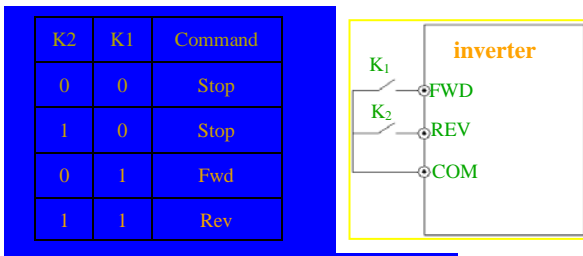 K2 K1 Command
0 0 Stop
1 0 Stop
0 1 Fwd
1 1 Rev
inverter
K1
FWD
K2
REV
COM